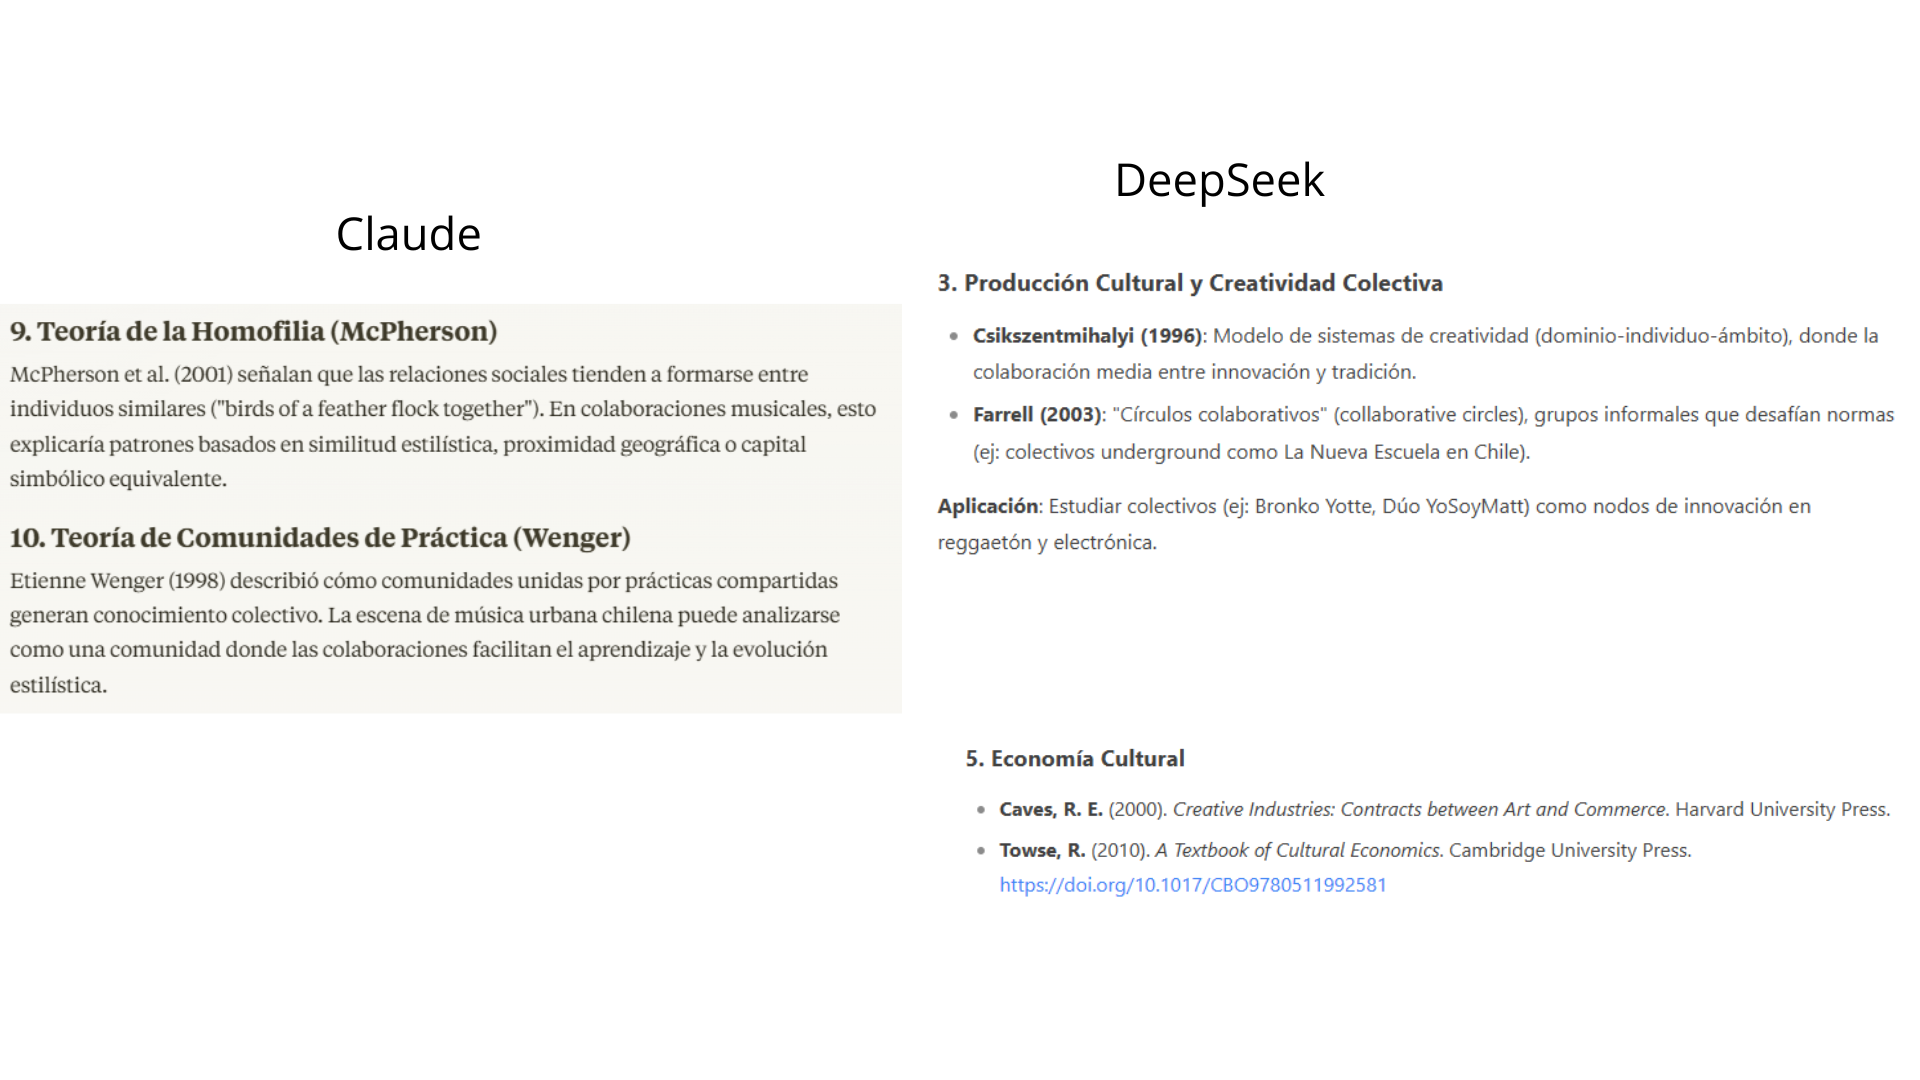 Claude
9. Teoría de la Homofilia (McPherson)
McPherson et al. (2001) señalan que las relaciones sociales tienden a formarse entre
individuos similares ("birds of a feather flock together"). En colaboraciones musicales, esto
explicaría patrones basados en similitud estilística, proximidad geográfica o capital
simbólico equivalente.
10. Teoría de Comunidades de Práctica (Wenger)
Etienne Wenger (1998) describió cómo comunidades unidas por prácticas compartidas
generan conocimiento colectivo. La escena de música urbana chilena puede analizarse
como una comunidad donde las colaboraciones facilitan el aprendizaje y la evolución
estilística.
DeepSeek
3. Producción Cultural y Creatividad Colectiva
• Csikszentmihalyi (1996): Modelo de sistemas de creatividad (dominio-individuo-ámbito), donde la
colaboración media entre innovación y tradición.
• Farrell (2003): "Círculos colaborativos" (collaborative circles), grupos informales que desafían normas
(ej: colectivos underground como La Nueva Escuela en Chile).
Aplicación: Estudiar colectivos (ej: Bronko Yotte, Dúo YoSoyMatt) como nodos de innovación en
reggaetón y electrónica.
5. Economía Cultural
• Caves, R. E. (2000). Creative Industries: Contracts between Art and Commerce. Harvard University Press.
• Towse, R. (2010). A Textbook of Cultural Economics. Cambridge University Press.
https://doi.org/10.1017/CBO9780511992581